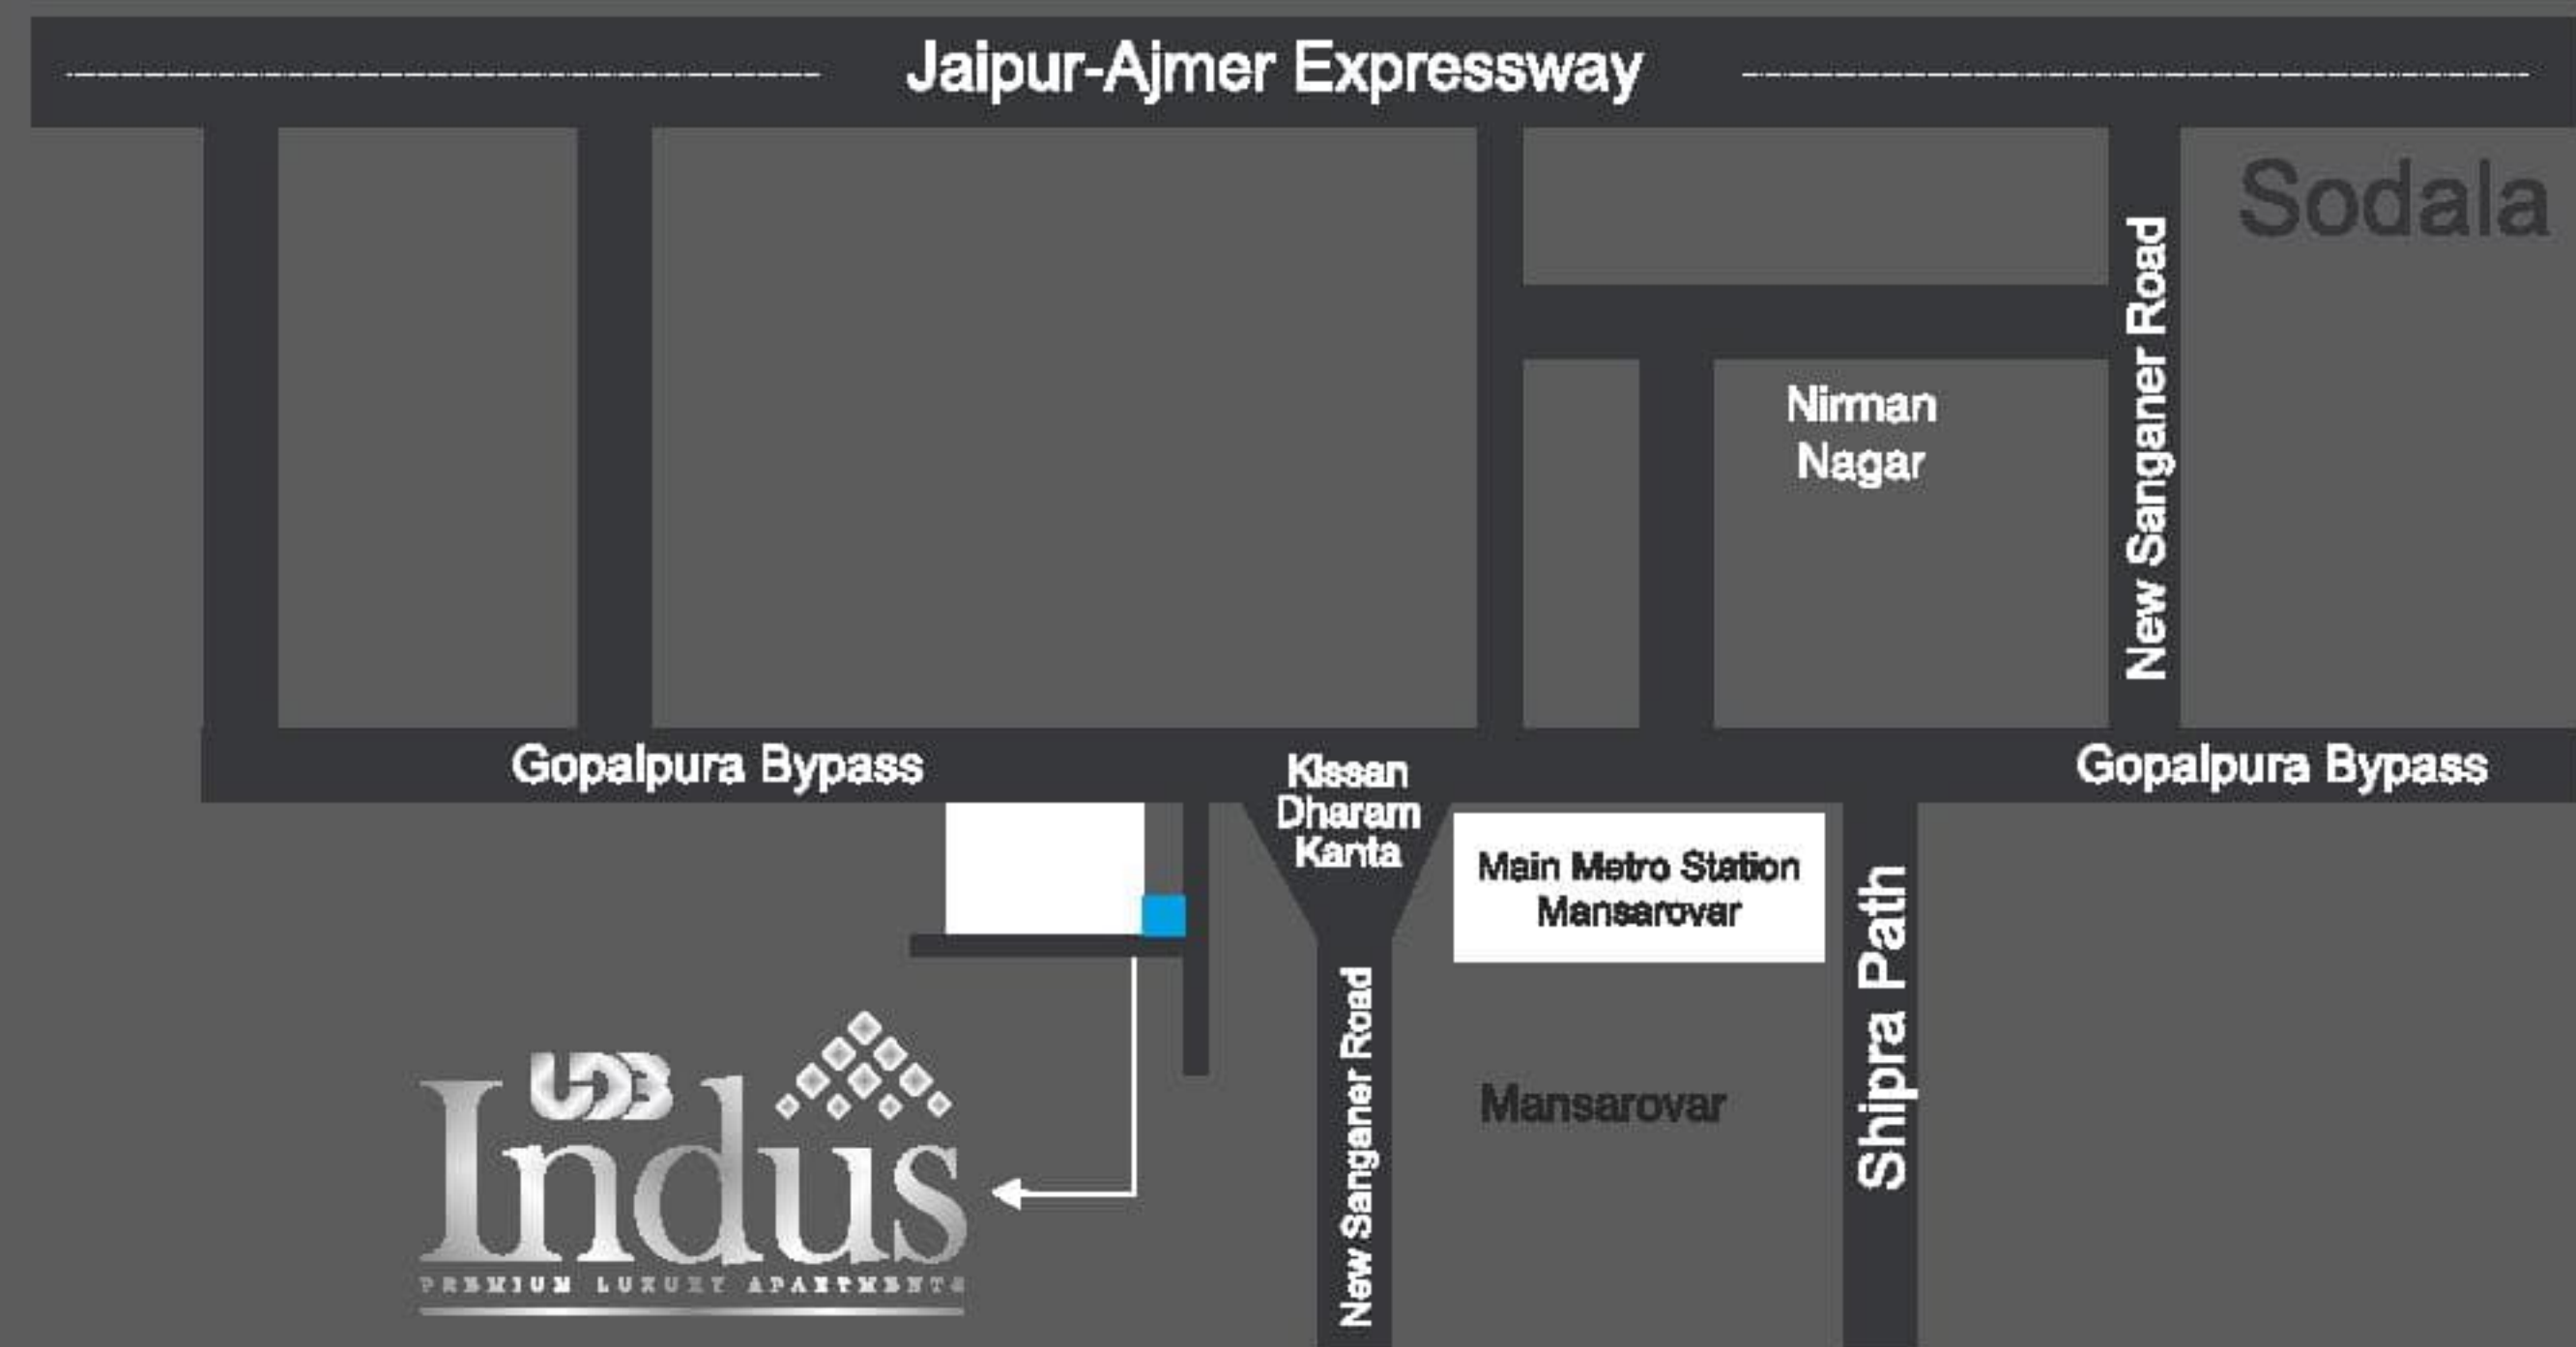 Jaipur-Ajmer Expressway
Sodala
New Sanganer Road
Nirman
Nagar
Gopalpura Bypass
Kissan
Dharam
Kanta
Gopalpura Bypass
Main Metro Station
Mansarovar
Shipra Path
New Sanganer Road
Mansarovar
UDB
Indus
PREMIUM LUXURY APARTMENTS